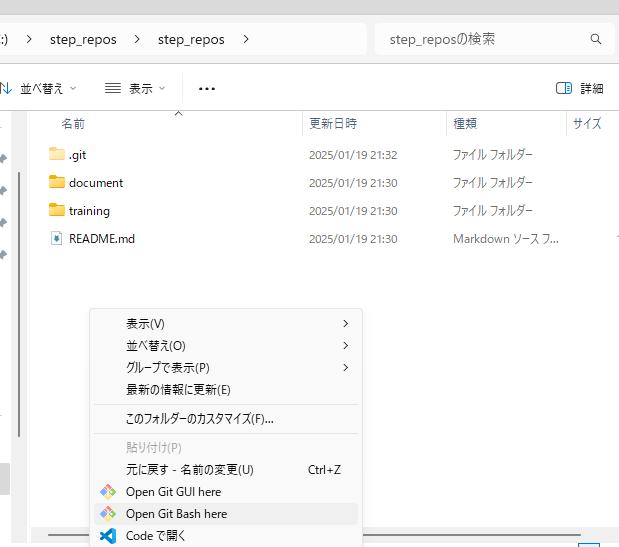 :) > step_repos > step_repos >
step_reposの検索
並べ替え 表示 ... 詳細
名前 更新日時 種類 サイズ
.git 2025/01/19 21:32 ファイル フォルダー
document 2025/01/19 21:30 ファイル フォルダー
training 2025/01/19 21:30 ファイル フォルダー
README.md 2025/01/19 21:30 Markdown ソース フ...
表示(V)
並べ替え(O)
グループで表示(P)
最新の情報に更新(E)
このフォルダーのカスタマイズ(F)...
貼り付け(P)
元に戻す - 名前の変更(U) Ctrl+Z
Open Git GUI here
Open Git Bash here
Code で開く